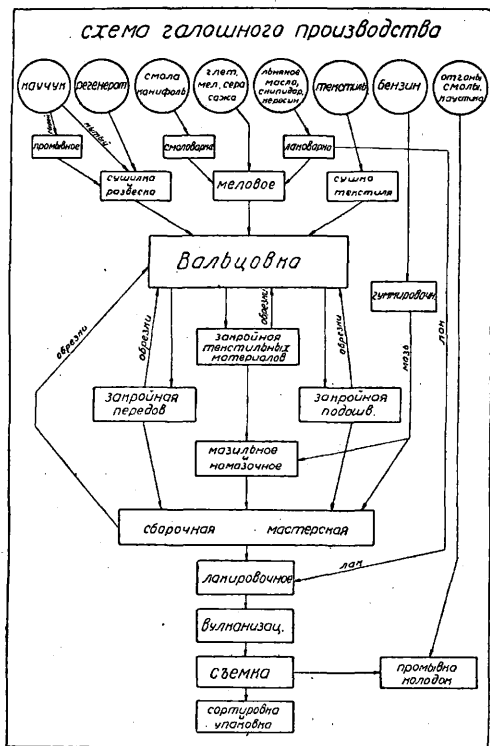 схема галошного производства
каучук
регенерат
смола
канифоль
глет,
мел, сера
сажа
льняное
масло,
скипидар,
керосин
текстиль
бензин
отгоны
смолы,
каустика
мытый
промывное
смоловарка
лаковарка
сушилка
развеска
меловое
сушка
текстиля
Вальцовка
гуммировочн.
обрезки
обрезки
обрезки
обрезки
закройная
текстильных
материалов
мазь
лак
закройная
передов
закройная
подошв.
мазильное
намазочное
сборочная мастерская
лакировочное
лак
вулканизац.
съемка
промывка
колодок
сортировка
упаковка